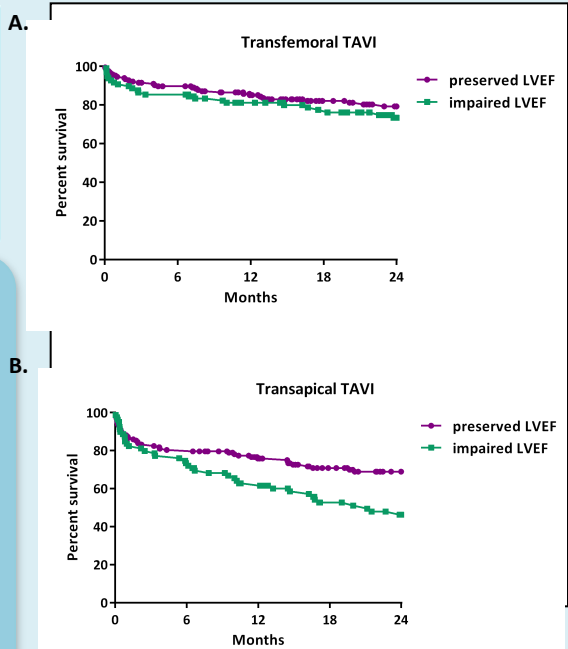 A.
Transfemoral TAVI
100
80
60
40
20
0
Percent survival
0 6 12 18 24
Months
preserved LVEF
impaired LVEF
B.
Transapical TAVI
100
80
60
40
20
0
Percent survival
0 6 12 18 24
Months
preserved LVEF
impaired LVEF